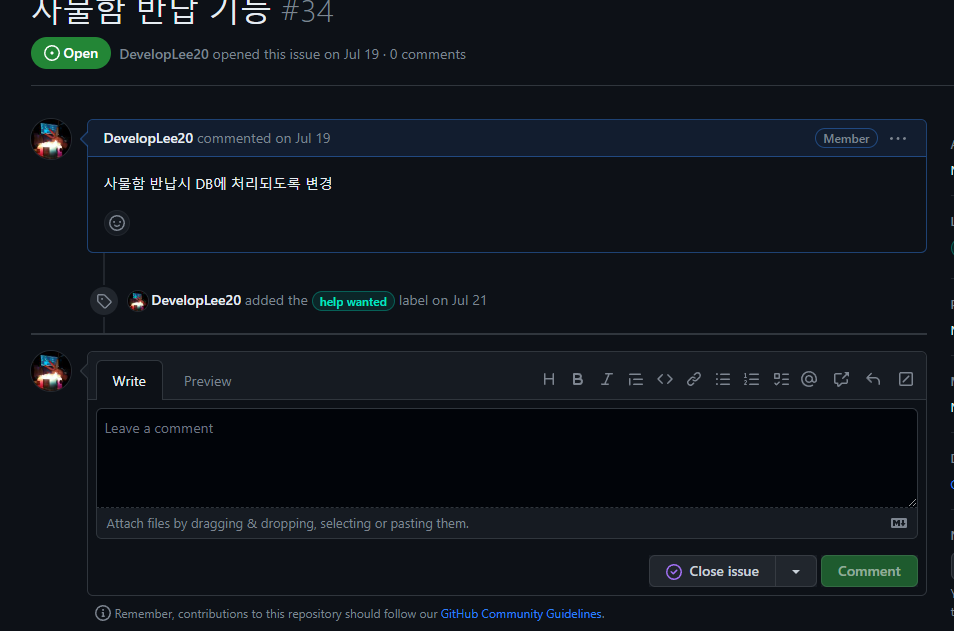 사물함 반납 기능 #34
Open DevelopLee20 opened this issue on Jul 19 · 0 comments
DevelopLee20 commented on Jul 19 Member
사물함 반납시 DB에 처리되도록 변경
DevelopLee20 added the help wanted label on Jul 21
Write Preview
Leave a comment
Attach files by dragging & dropping, selecting or pasting them.
Close issue Comment
Remember, contributions to this repository should follow our GitHub Community Guidelines.